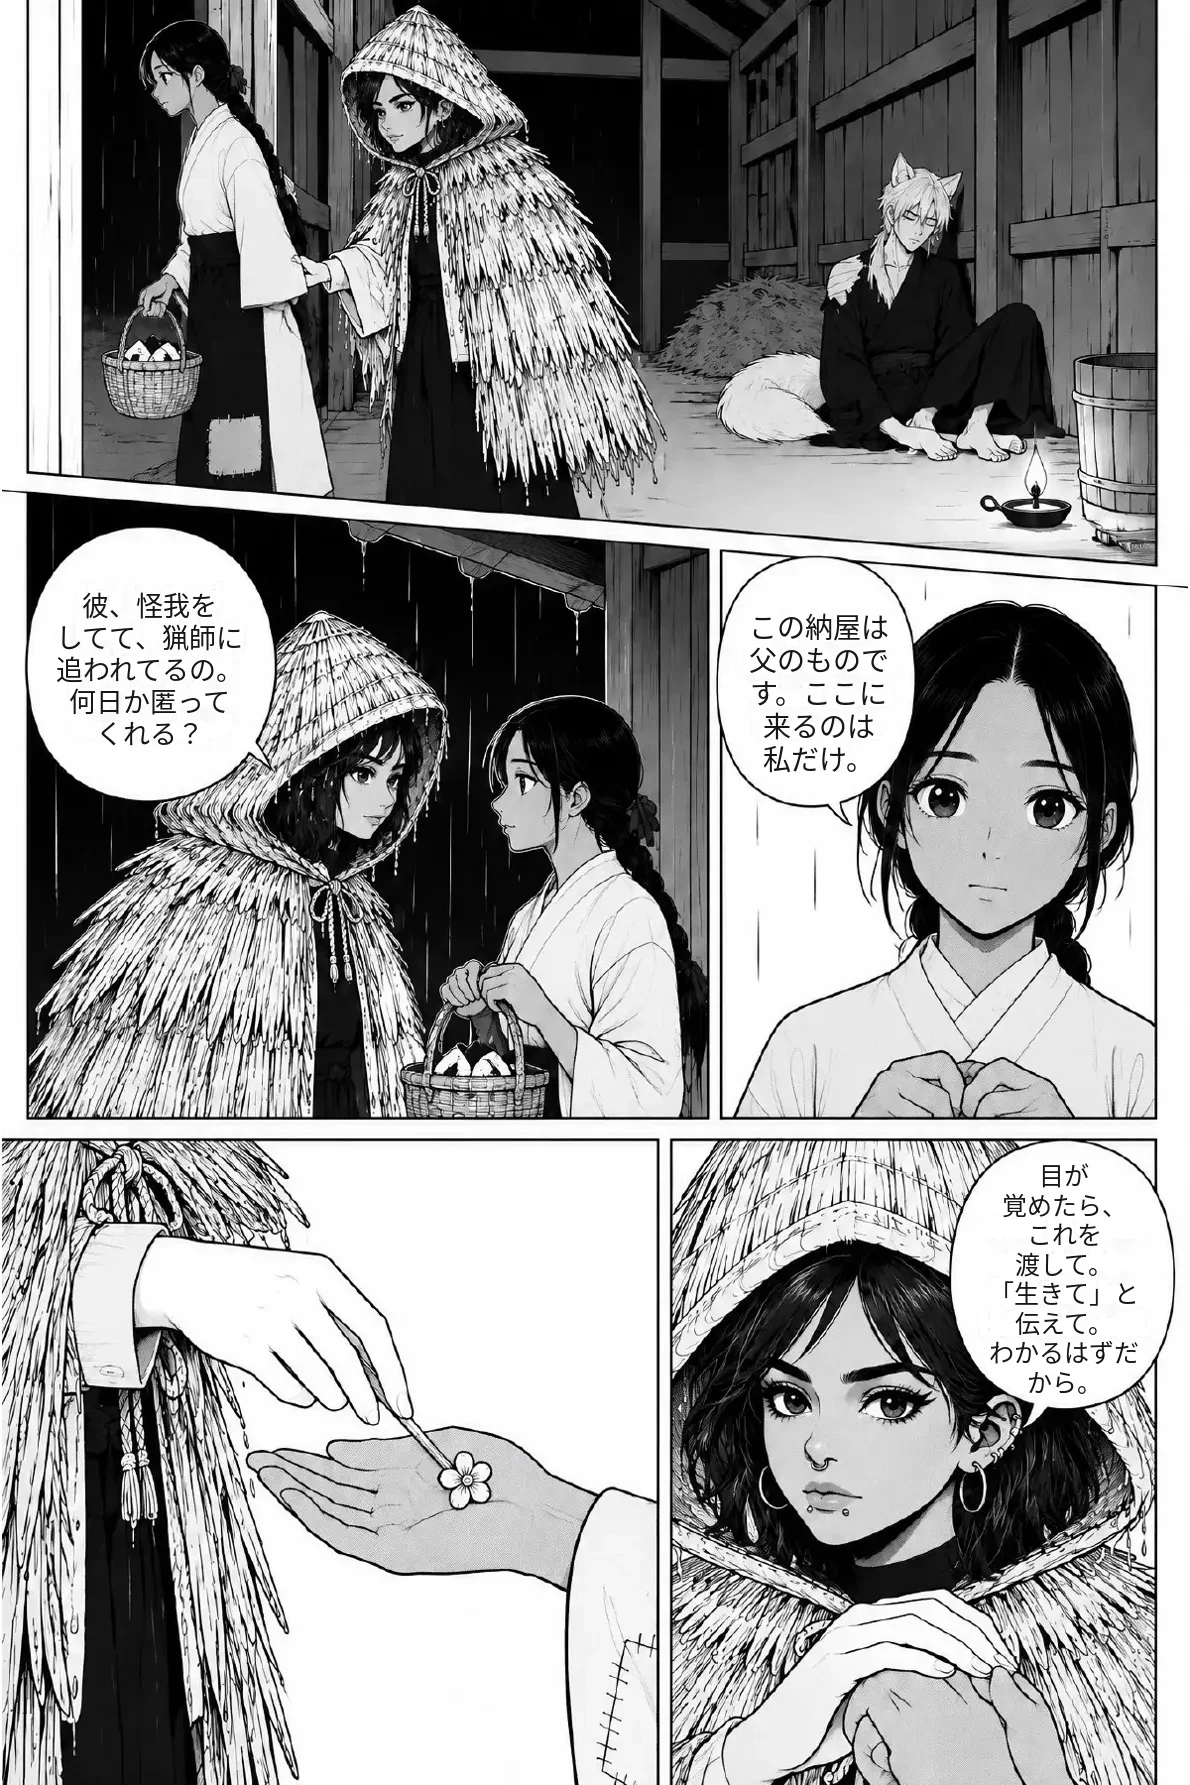 彼、怪我を
してて、猟師に
追われてるの。
何日か匿って
くれる？
この納屋は
父のもので
す。ここに
来るのは
私だけ。
目が
覚めたら、
これを
渡して。
「生きて」と
伝えて。
わかるはずだ
から。